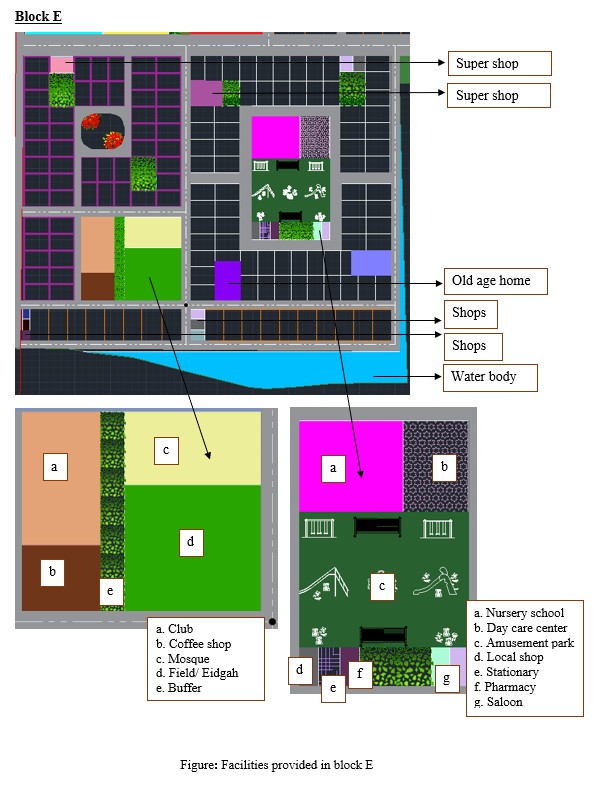 Block E
Super shop
Super shop
Old age home
Shops
Shops
Water body
a
c
b
d
e
a. Club
b. Coffee shop
c. Mosque
d. Field/ Eidgah
e. Buffer
a
b
c
d
e
f
g
a. Nursery school
b. Day care center
c. Amusement park
d. Local shop
e. Stationary
f. Pharmacy
g. Saloon
Figure: Facilities provided in block E